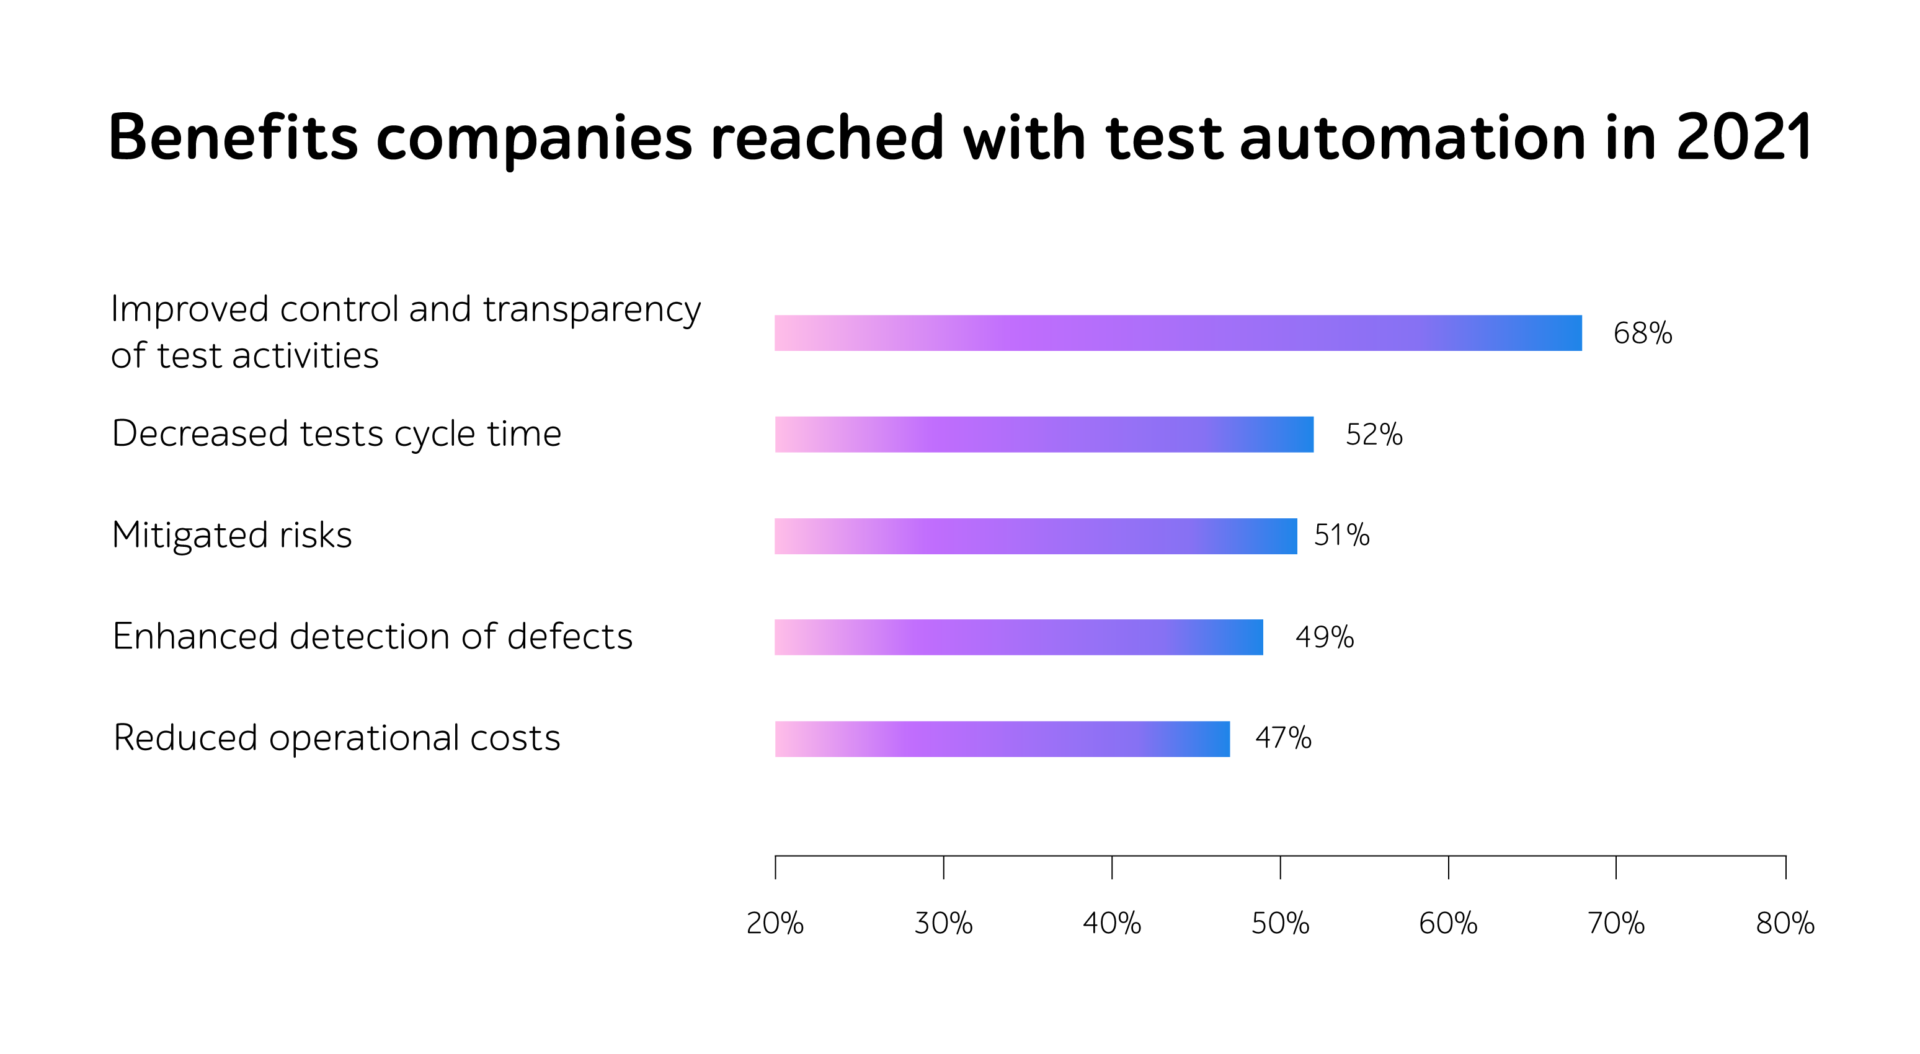 Benefits companies reached with test automation in 2021
Improved control and transparency
of test activities
68%
Decreased tests cycle time
52%
Mitigated risks
51%
Enhanced detection of defects
49%
Reduced operational costs
47%
20% 30% 40% 50% 60% 70% 80%